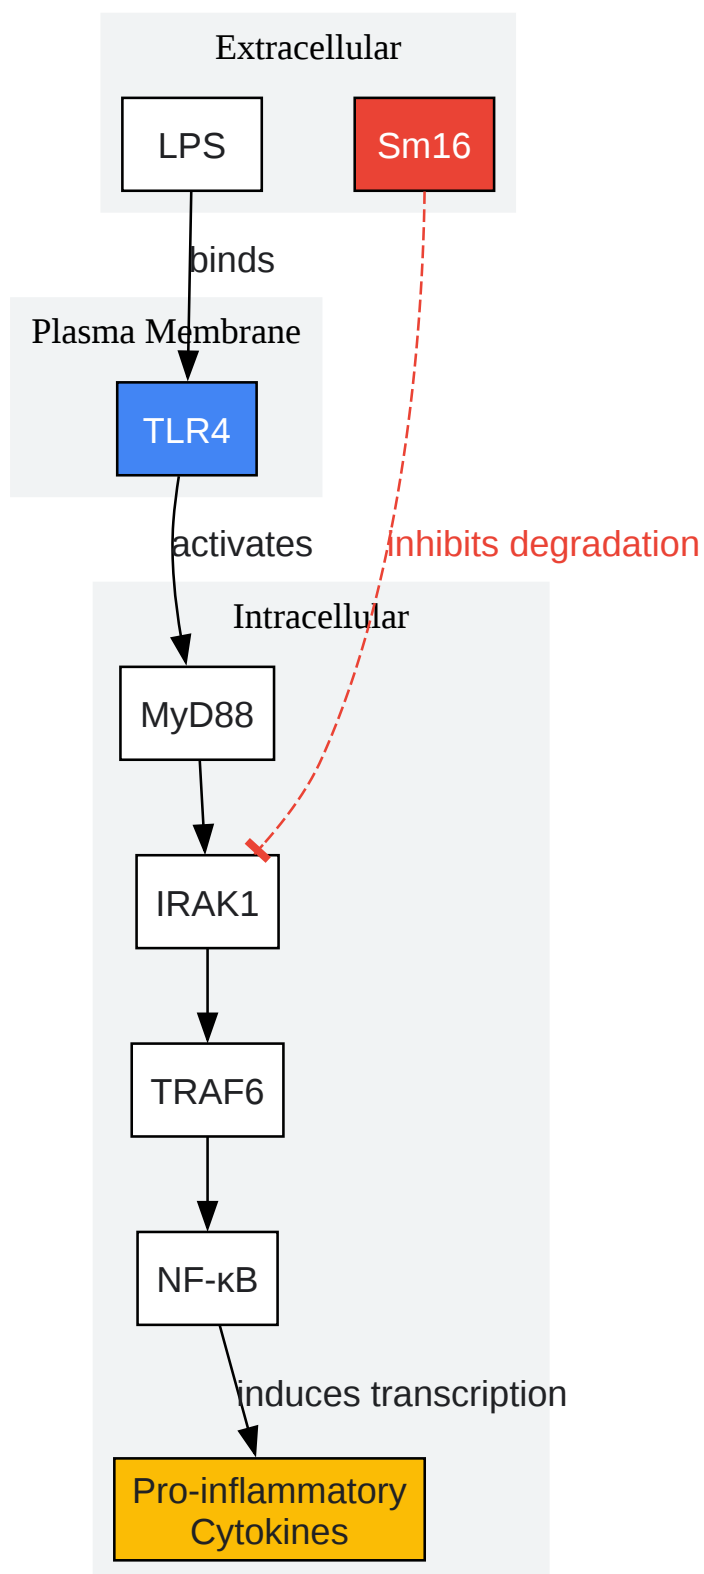 Extracellular
LPS
Sm16
binds
Plasma Membrane
TLR4
activates
inhibits degradation
Intracellular
MyD88
IRAK1
TRAF6
NF-κB
induces transcription
Pro-inflammatory
Cytokines